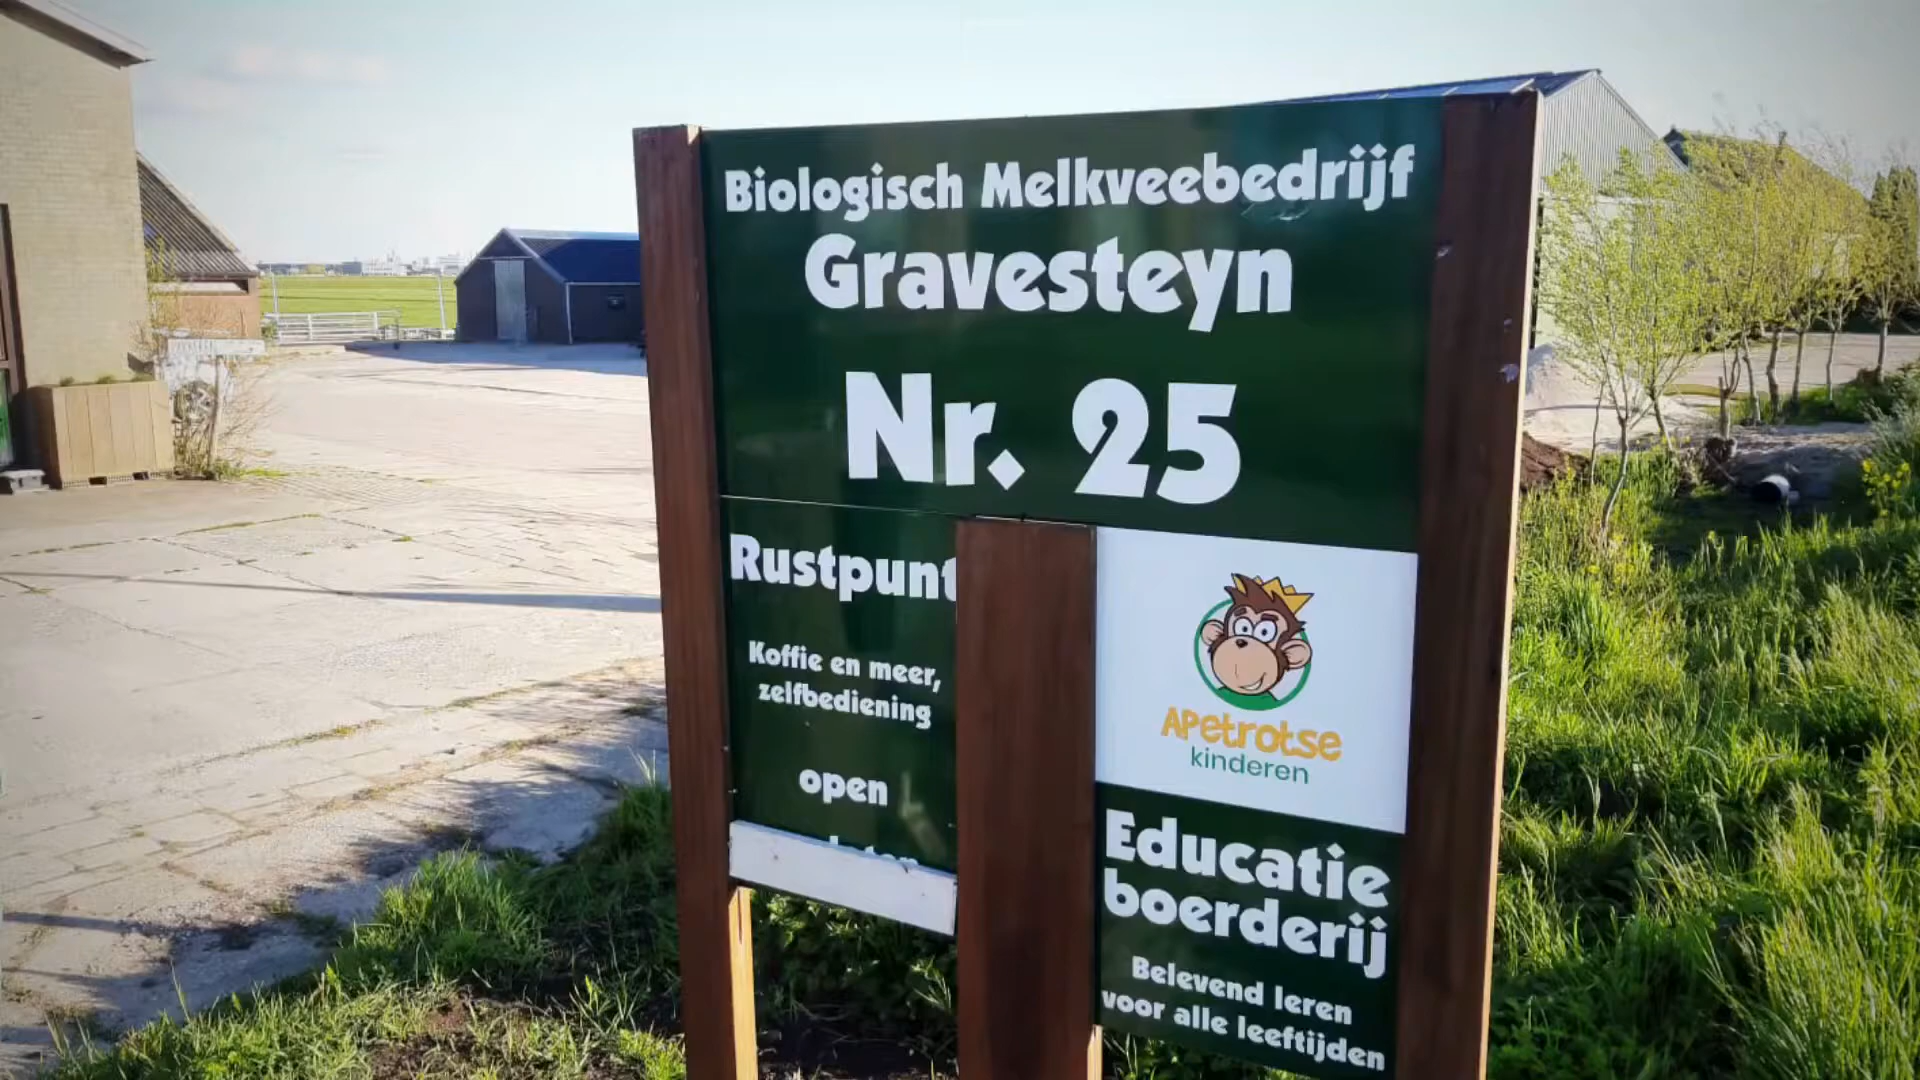 Biologisch Melkveebedrijf
Gravesteyn
Nr. 25
Rustpunt
Koffie en meer,
zelfbediening
open
APetrotse
kinderen
Educatie
boerderij
Belevend leren
voor alle leeftijden